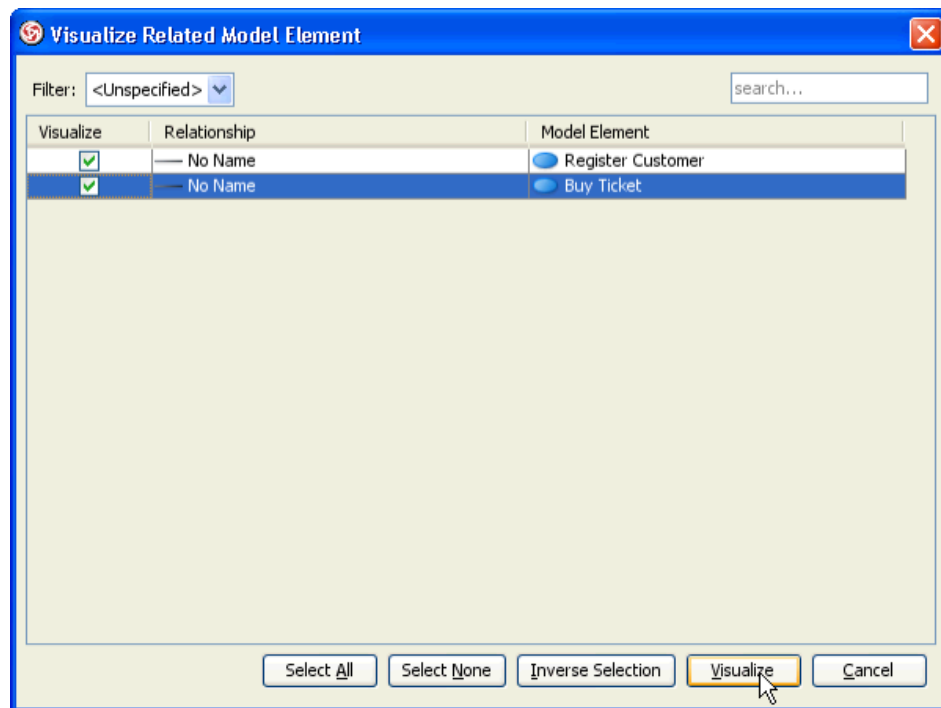 Visualize Related Model Element
Filter: <Unspecified> search...
Visualize Relationship Model Element
No Name Register Customer
No Name Buy Ticket
Select All Select None Inverse Selection Visualize Cancel